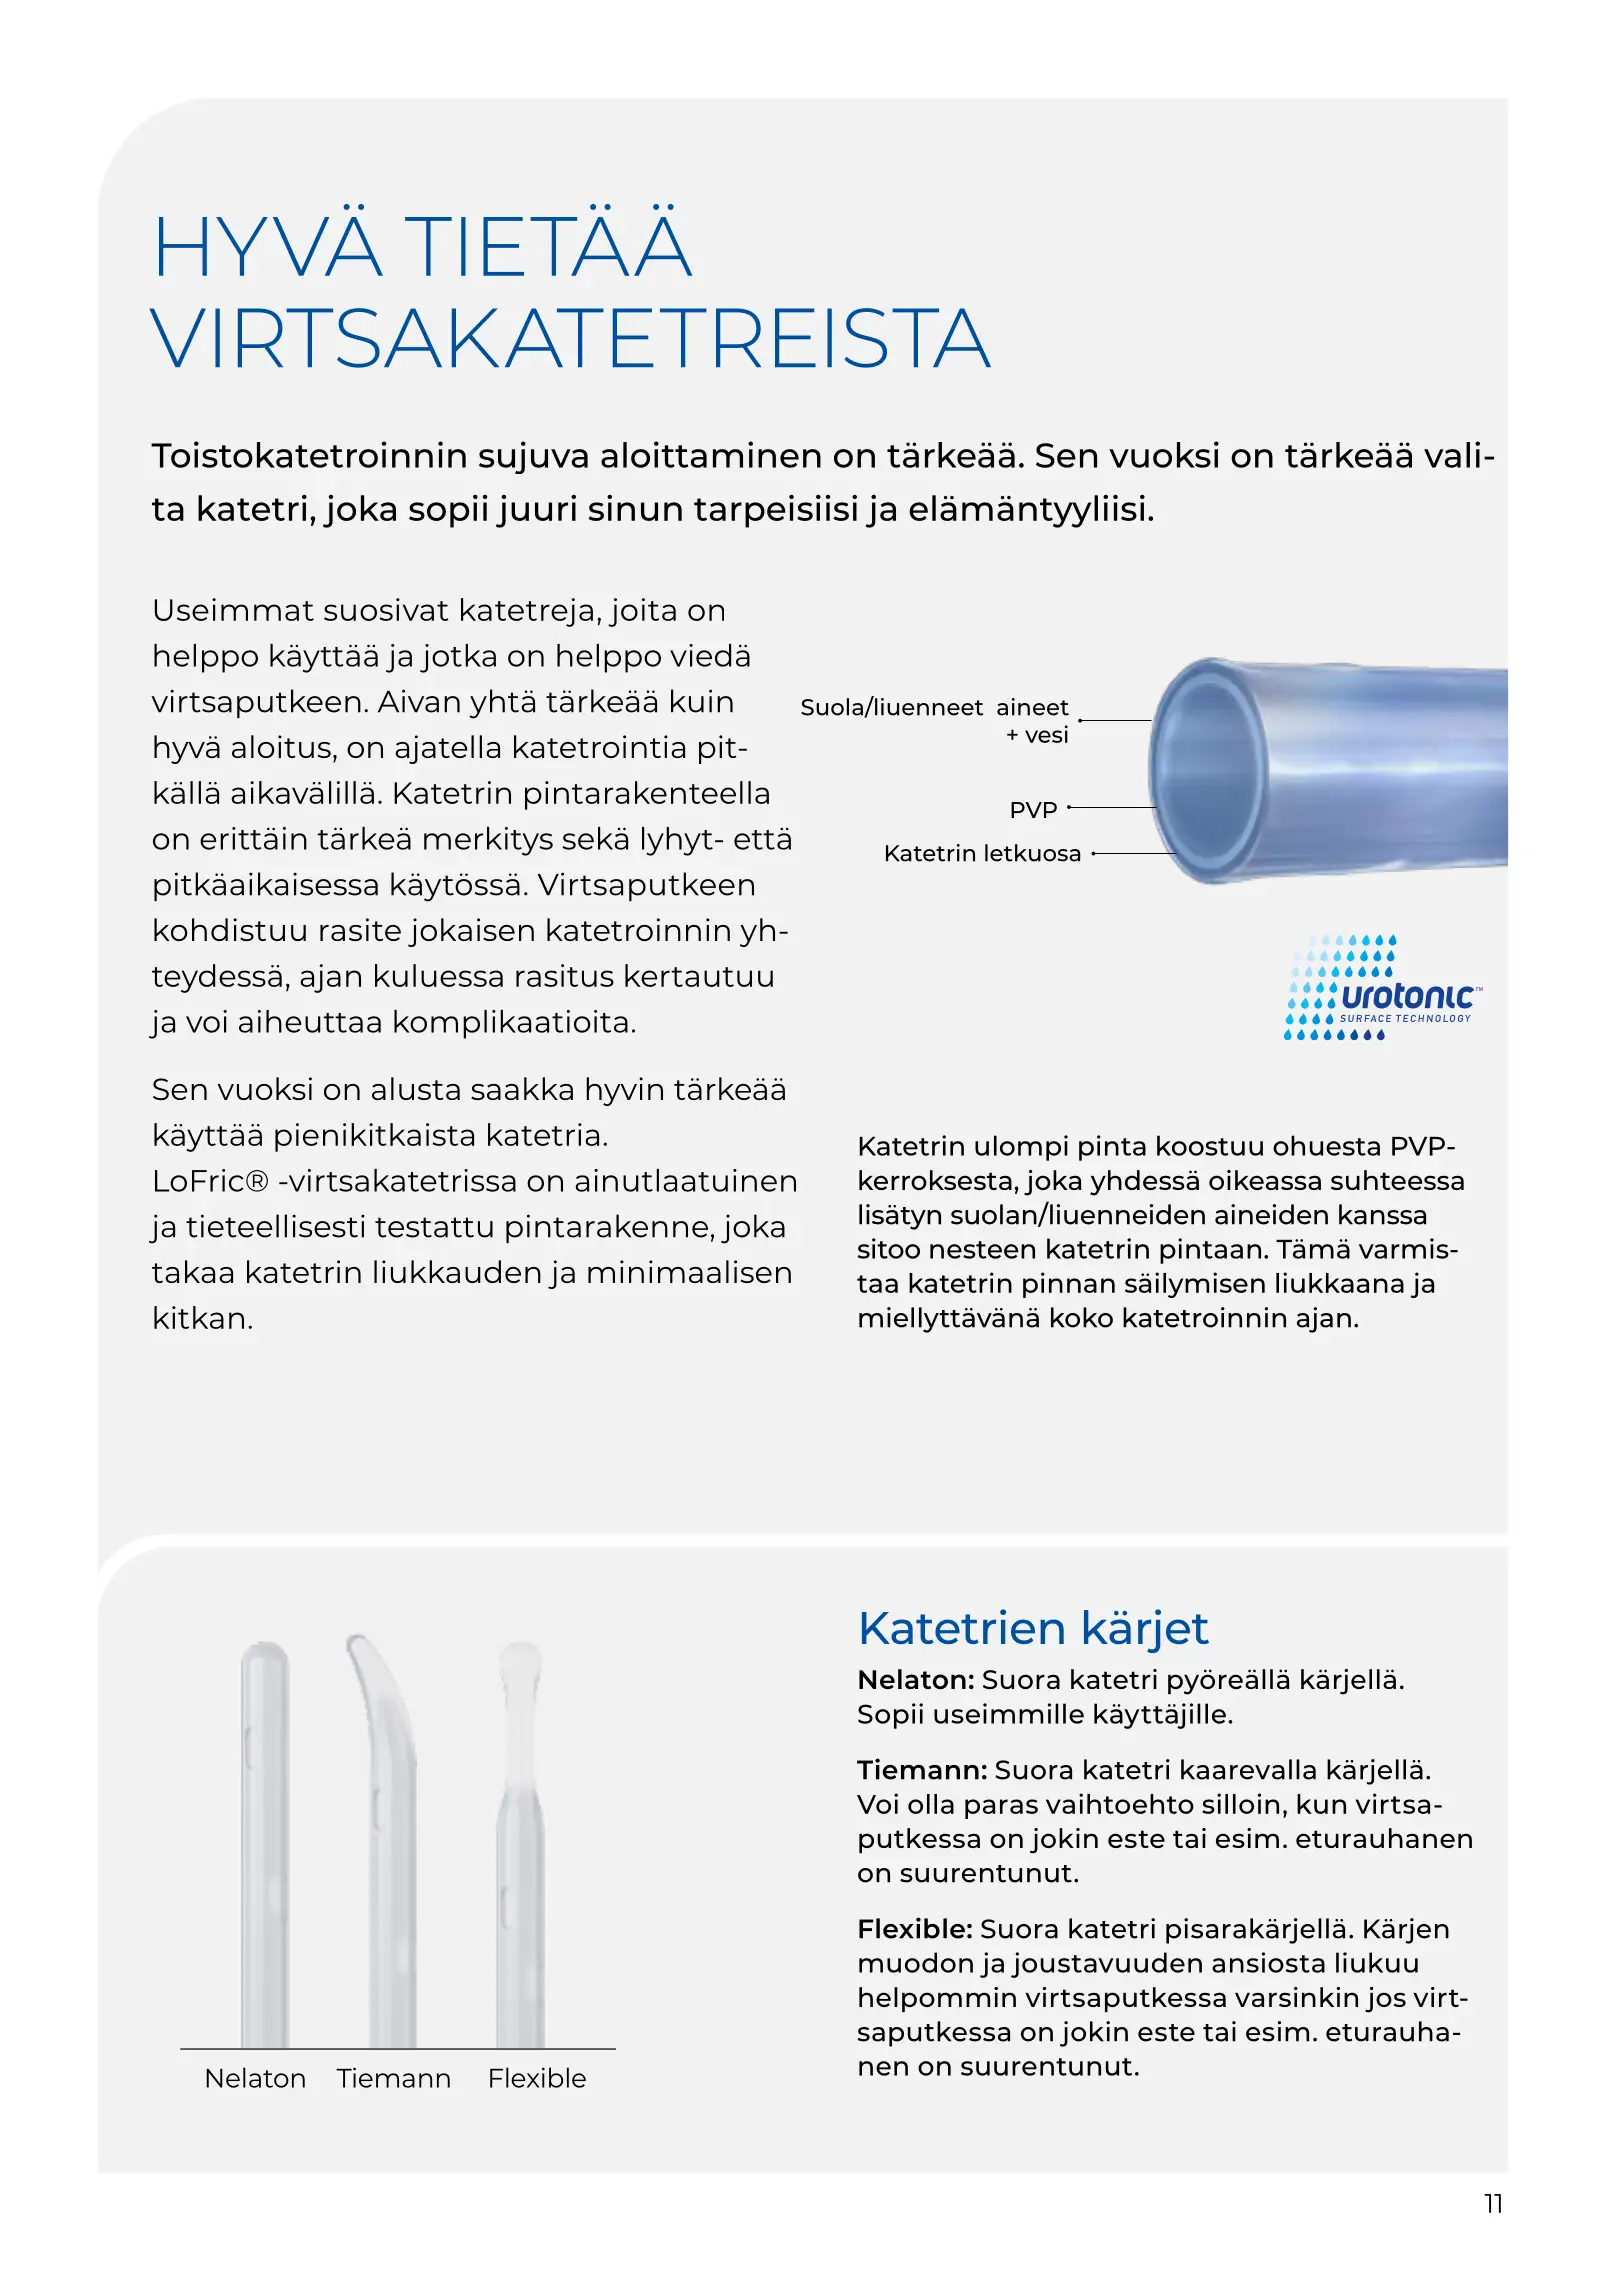 HYVÄ TIETÄÄ
VIRTSAKATETREISTA
Toistokatetroinnin sujuva aloittaminen on tärkeää. Sen vuoksi on tärkeää vali-
ta katetri, joka sopii juuri sinun tarpeisiisi ja elämäntyyliisi.
Useimmat suosivat katetreja, joita on
helppo käyttää ja jotka on helppo viedä
virtsaputkeen. Aivan yhtä tärkeää kuin
hyvä aloitus, on ajatella katetrointia pit-
källä aikavälillä. Katetrin pintarakenteella
on erittäin tärkeä merkitys sekä lyhyt- että
pitkäaikaisessa käytössä. Virtsaputkeen
kohdistuu rasite jokaisen katetroinnin yh-
teydessä, ajan kuluessa rasitus kertautuu
ja voi aiheuttaa komplikaatioita.
Sen vuoksi on alusta saakka hyvin tärkeää
käyttää pienikitkaista katetria.
LoFric® -virtsakatetrissa on ainutlaatuinen
ja tieteellisesti testattu pintarakenne, joka
takaa katetrin liukkauden ja minimaalisen
kitkan.
Suola/liuenneet aineet
+ vesi
PVP
Katetrin letkuosa
urotonic™
SURFACE TECHNOLOGY
Katetrin ulompi pinta koostuu ohuesta PVP-
kerroksesta, joka yhdessä oikeassa suhteessa
lisätyn suolan/liuenneiden aineiden kanssa
sitoo nesteen katetrin pintaan. Tämä varmis-
taa katetrin pinnan säilymisen liukkaana ja
miellyttävänä koko katetroinnin ajan.
Nelaton Tiemann Flexible
Katetrien kärjet
Nelaton: Suora katetri pyöreällä kärjellä.
Sopii useimmille käyttäjille.
Tiemann: Suora katetri kaarevalla kärjellä.
Voi olla paras vaihtoehto silloin, kun virtsa-
putkessa on jokin este tai esim. eturauhanen
on suurentunut.
Flexible: Suora katetri pisarakärjellä. Kärjen
muodon ja joustavuuden ansiosta liukuu
helpommin virtsaputkessa varsinkin jos virt-
saputkessa on jokin este tai esim. eturauha-
nen on suurentunut.
11